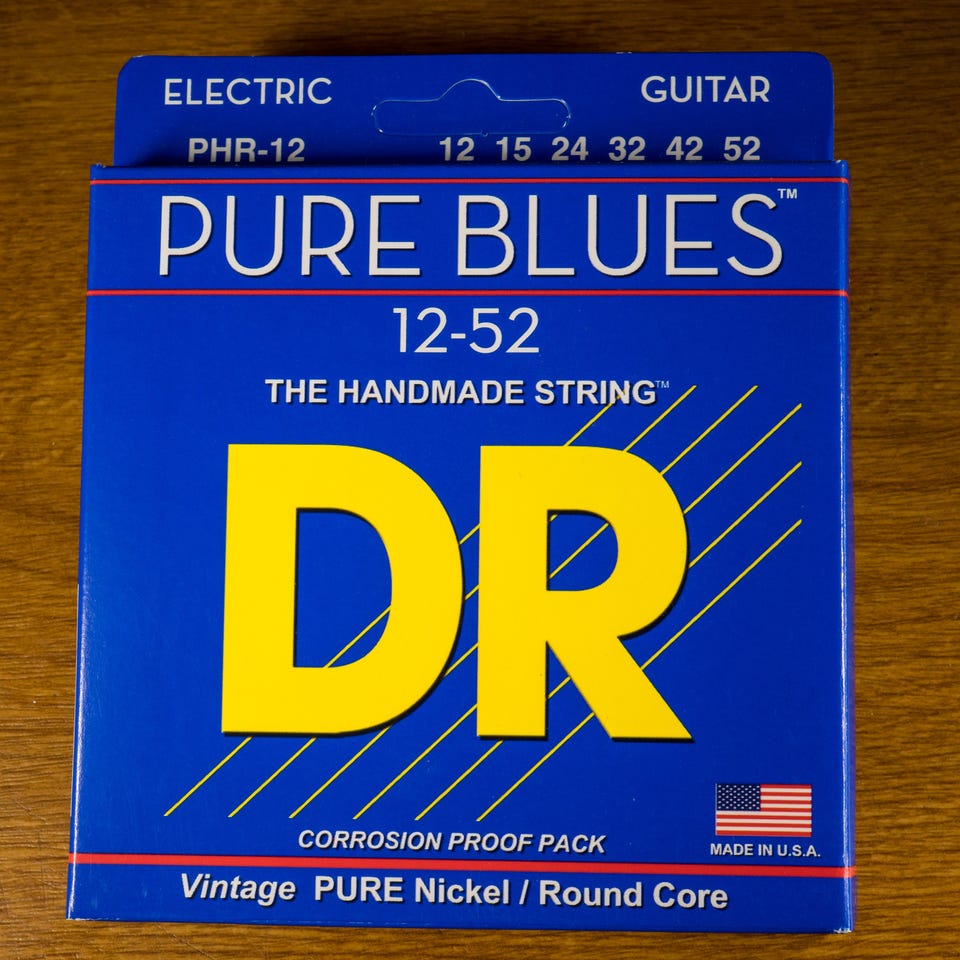 ELECTRIC GUITAR
PHR-12 12 15 24 32 42 52
PURE BLUES™
12-52
THE HANDMADE STRING™
DR
CORROSION PROOF PACK
MADE IN U.S.A.
Vintage PURE Nickel / Round Core